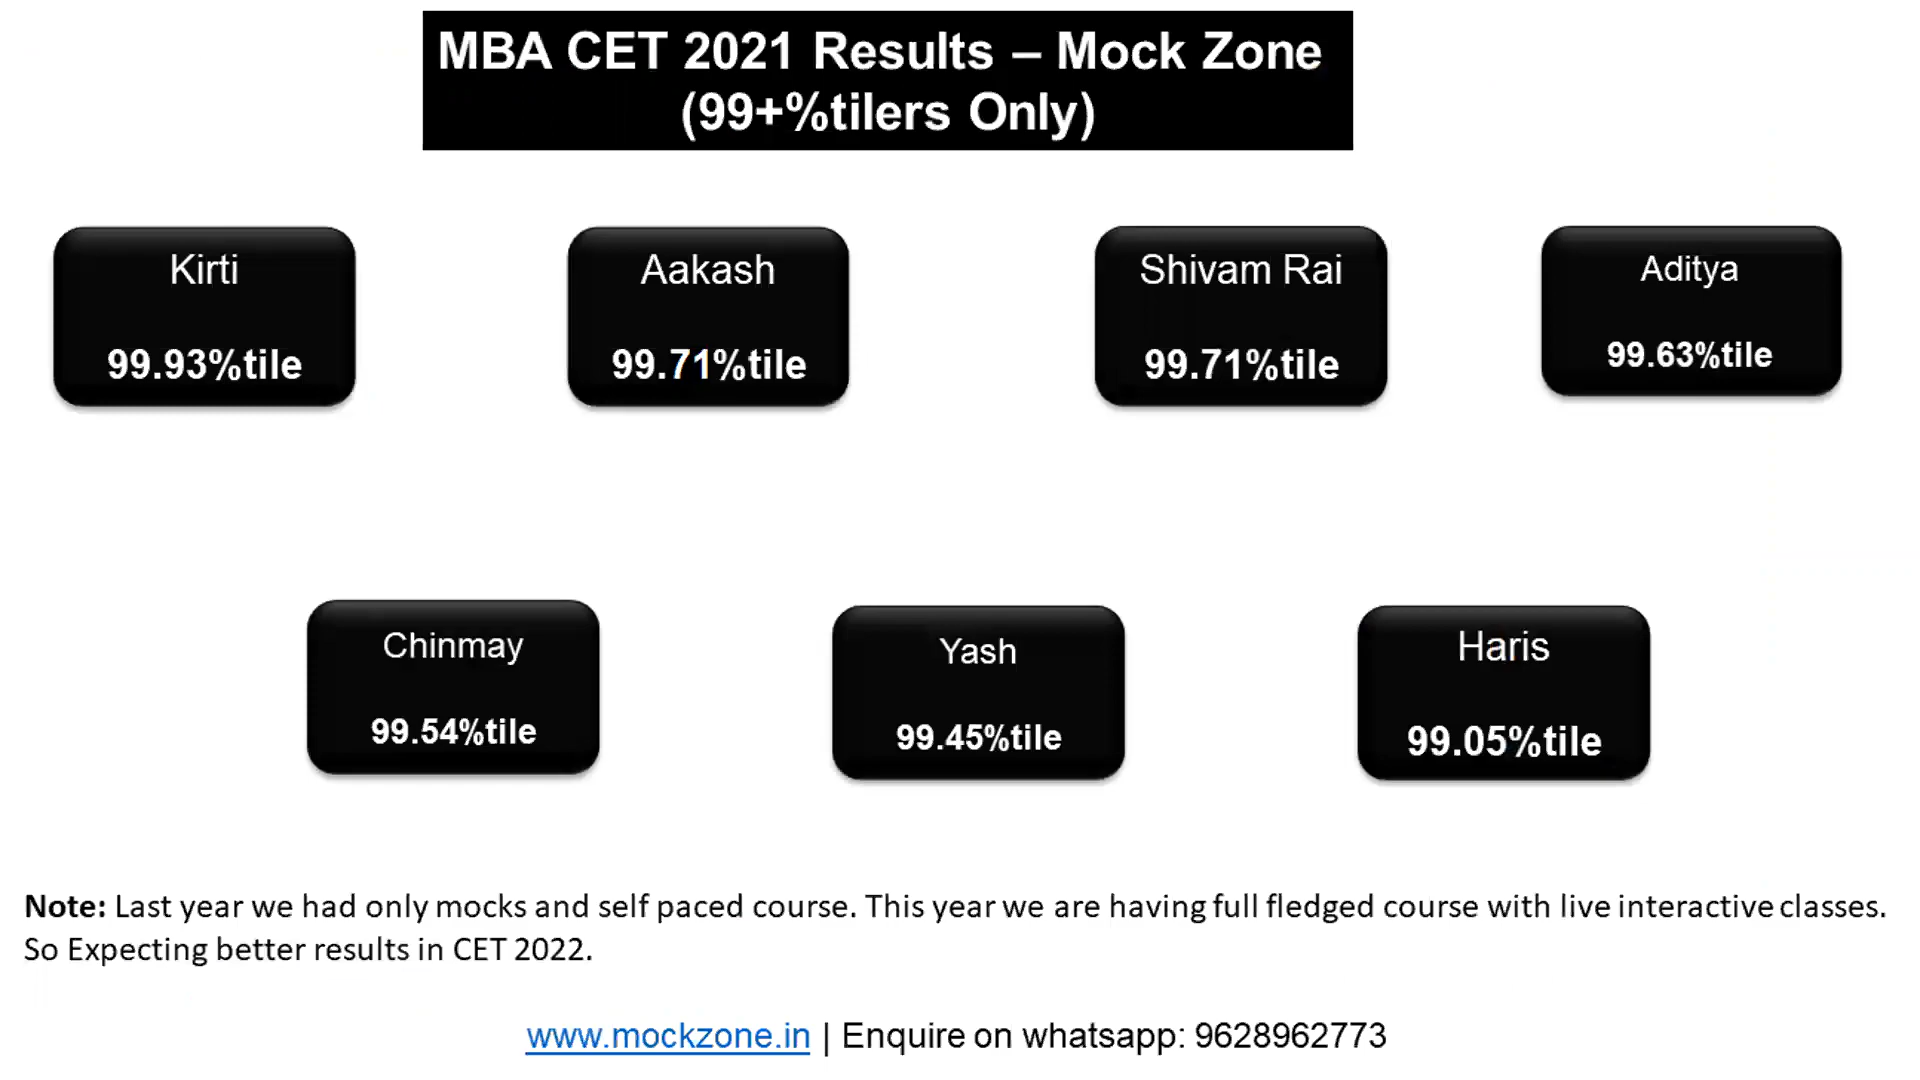 MBA CET 2021 Results – Mock Zone
(99+%tilers Only)
Kirti
99.93%tile
Aakash
99.71%tile
Shivam Rai
99.71%tile
Aditya
99.63%tile
Chinmay
99.54%tile
Yash
99.45%tile
Haris
99.05%tile
Note: Last year we had only mocks and self paced course. This year we are having full fledged course with live interactive classes.
So Expecting better results in CET 2022.
www.mockzone.in | Enquire on whatsapp: 9628962773